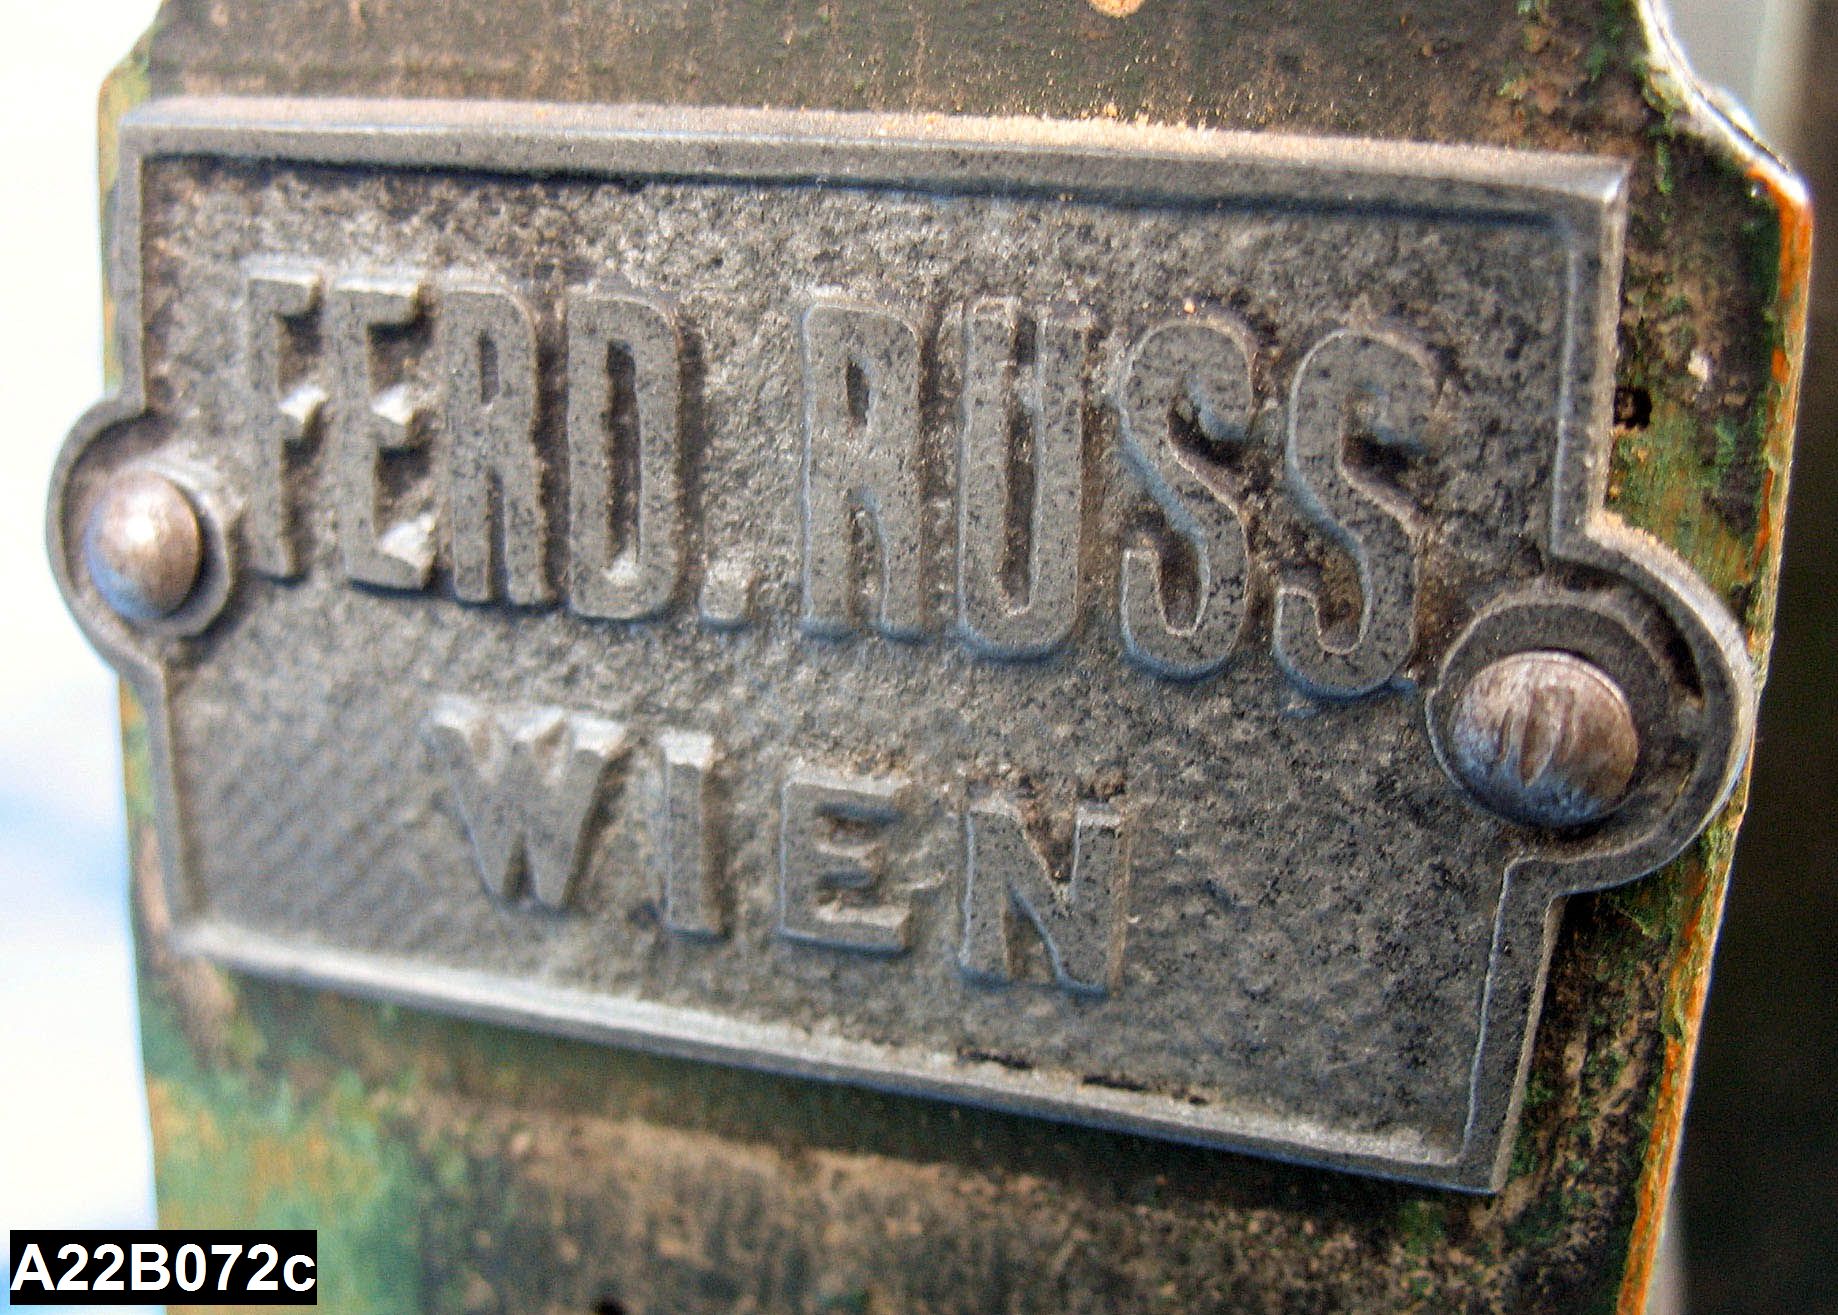 FERD. RUSS
WIEN
A22B072c